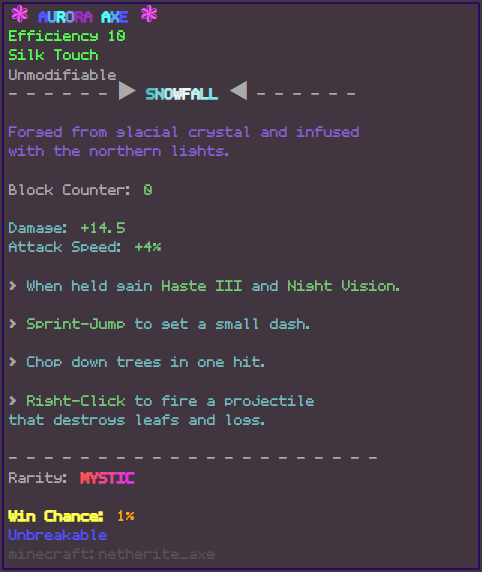 AURORA AXE
Efficiency 10
Silk Touch
Unmodifiable
- - - - - - ▶ SNOWFALL ◀ - - - - - -
Forged from glacial crystal and infused
with the northern lights.
Block Counter: 0
Damage: +14.5
Attack Speed: +4%
> When held gain Haste III and Night Vision.
> Sprint-Jump to get a small dash.
> Chop down trees in one hit.
> Right-Click to fire a projectile
that destroys leafs and logs.
- - - - - - - - - - - - - - - - - - - - - -
Rarity: MYSTIC
Win Chance: 1%
Unbreakable
minecraft:netherite_axe